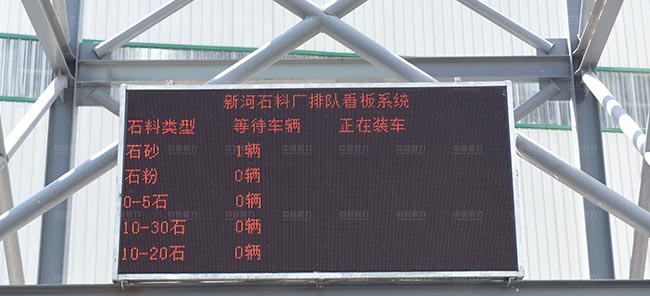 新河石料厂排队看板系统
石料类型 等待车辆 正在装车
石砂 1辆
石粉 0辆
0-5石 0辆
10-30石 0辆
10-20石 0辆